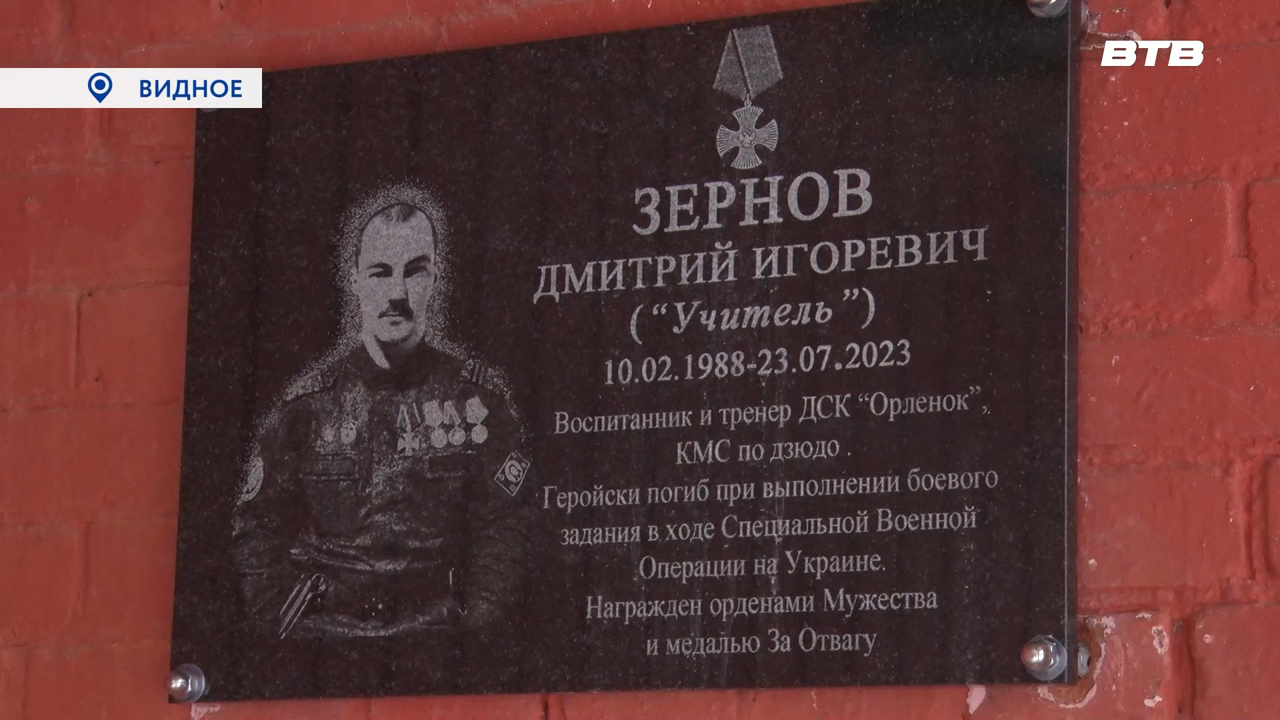 ВИДНОЕ
ВТВ
ЗЕРНОВ
ДМИТРИЙ ИГОРЕВИЧ
(“Учитель”)
10.02.1988-23.07.2023
Воспитанник и тренер ДСК “Орленок”,
КМС по дзюдо .
Геройски погиб при выполнении боевого
задания в ходе Специальной Военной
Операции на Украине.
Награжден орденами Мужества
и медалью За Отвагу